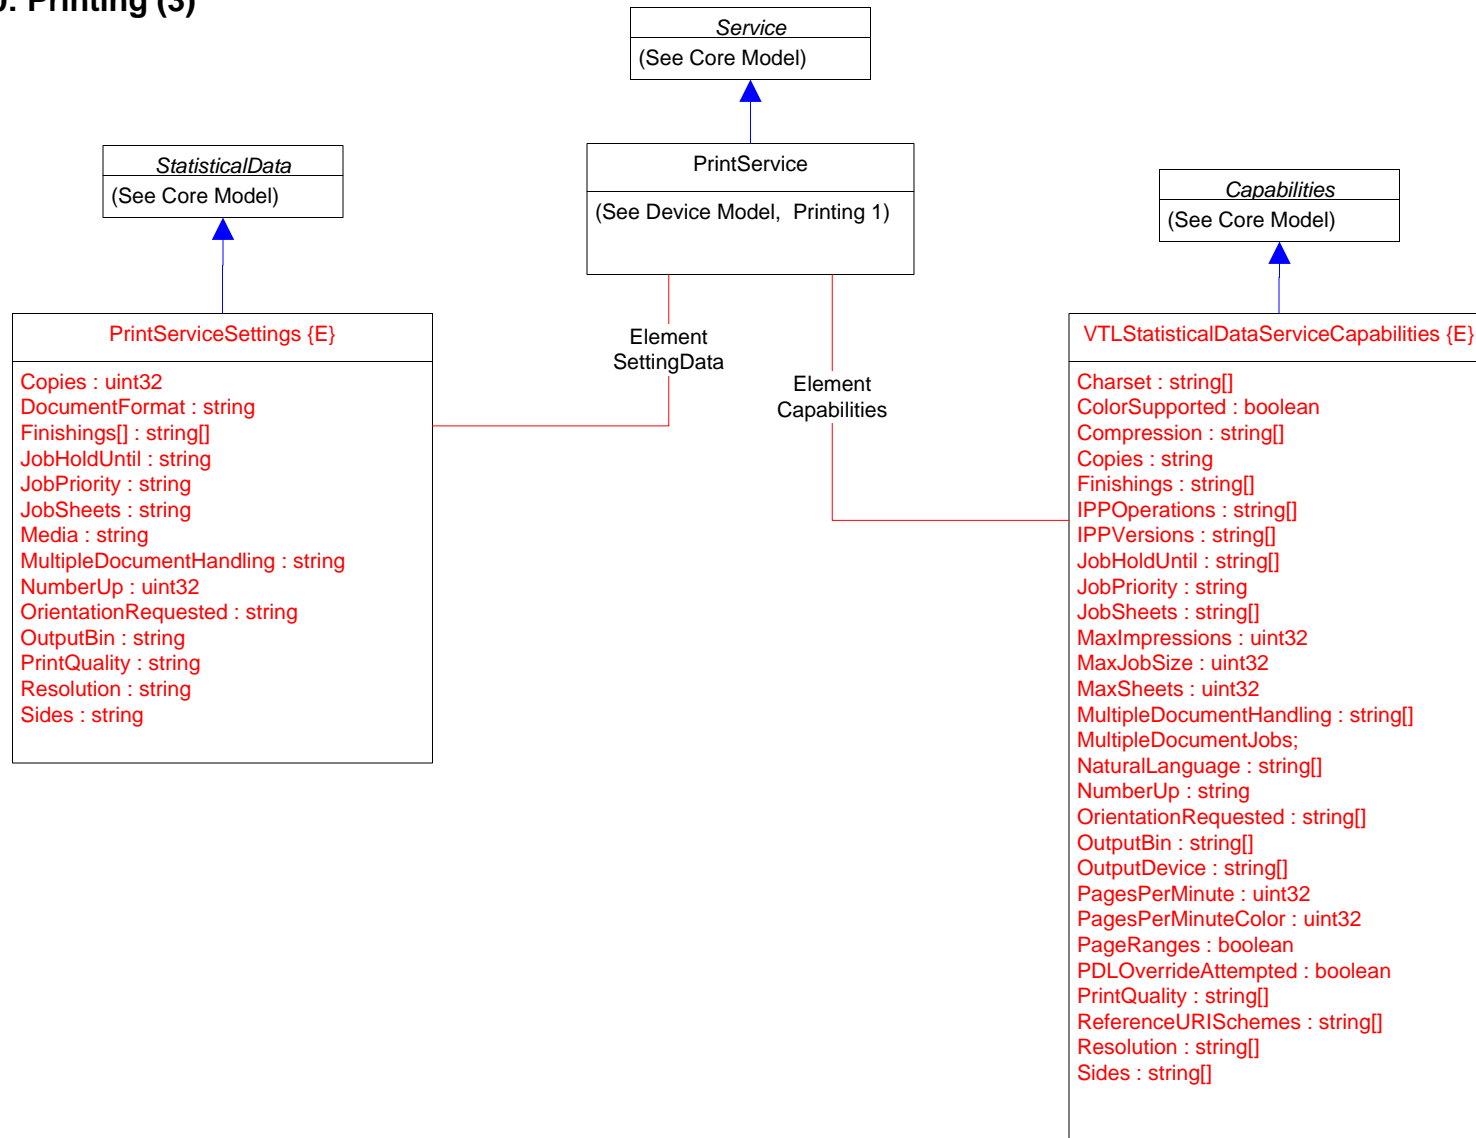 : Printing (3)
Service
(See Core Model)
StatisticalData
(See Core Model)
PrintService
(See Device Model,  Printing 1)
Capabilities
(See Core Model)
PrintServiceSettings {E}
Copies : uint32
DocumentFormat : string
Finishings[] : string[]
JobHoldUntil : string
JobPriority : string
JobSheets : string
Media : string
MultipleDocumentHandling : string
NumberUp : uint32
OrientationRequested : string
OutputBin : string
PrintQuality : string
Resolution : string
Sides : string
Element
SettingData
Element
Capabilities
VTLStatisticalDataServiceCapabilities {E}
Charset : string[]
ColorSupported : boolean
Compression : string[]
Copies : string
Finishings : string[]
IPPOperations : string[]
IPPVersions : string[]
JobHoldUntil : string[]
JobPriority : string
JobSheets : string[]
MaxImpressions : uint32
MaxJobSize : uint32
MaxSheets : uint32
MultipleDocumentHandling : string[]
MultipleDocumentJobs;
NaturalLanguage : string[]
NumberUp : string
OrientationRequested : string[]
OutputBin : string[]
OutputDevice : string[]
PagesPerMinute : uint32
PagesPerMinuteColor : uint32
PageRanges : boolean
PDLOverrideAttempted : boolean
PrintQuality : string[]
ReferenceURISchemes : string[]
Resolution : string[]
Sides : string[]